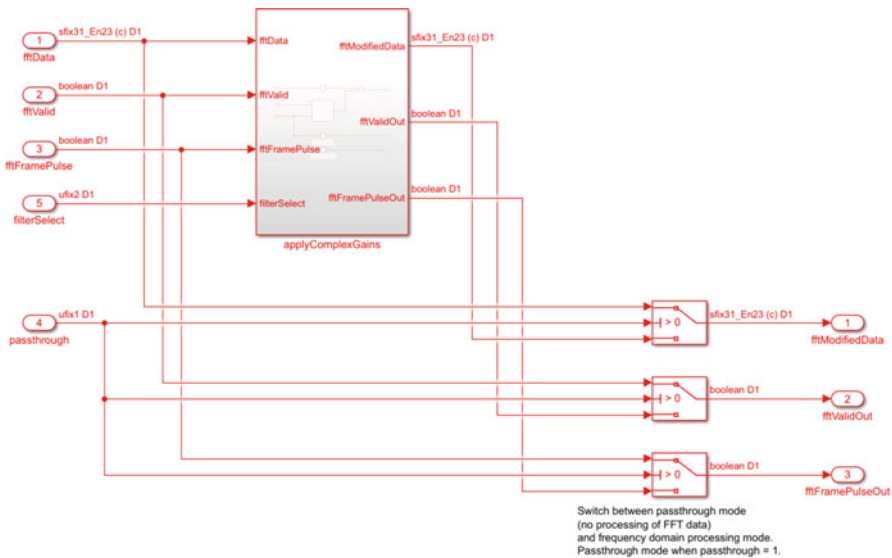 sfix31_En23 (c) D1
1
fftData
boolean D1
2
fftValid
boolean D1
3
fftFramePulse
ufix2 D1
5
filterSelect
fftData
fftValid
fftFramePulse
filterSelect
fftModifiedData
fftValidOut
fftFramePulseOut
applyComplexGains
sfix31_En23 (c) D1
boolean D1
boolean D1
ufix1 D1
4
passthrough
> 0
sfix31_En23 (c) D1
1
fftModifiedData
> 0
boolean D1
2
fftValidOut
> 0
boolean D1
3
fftFramePulseOut
Switch between passthrough mode
(no processing of FFT data)
and frequency domain processing mode.
Passthrough mode when passthrough = 1.